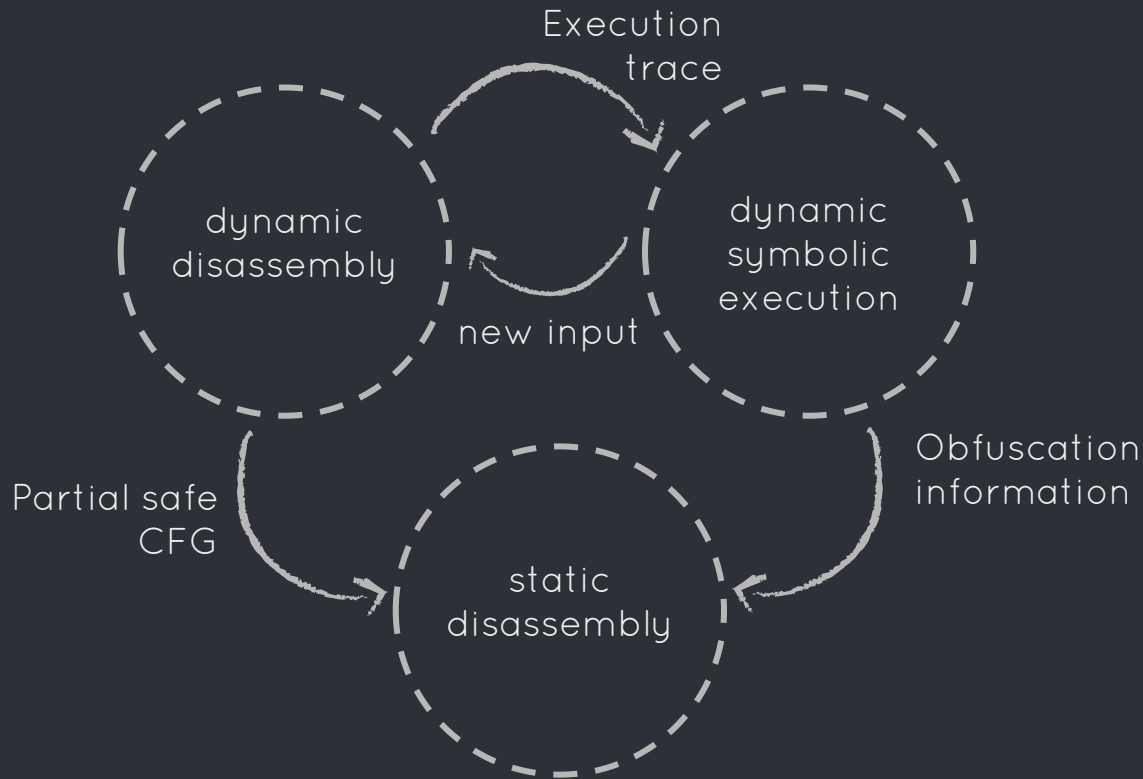 Execution
trace
dynamic
disassembly
dynamic
symbolic
execution
new input
Partial safe
CFG
Obfuscation
information
static
disassembly